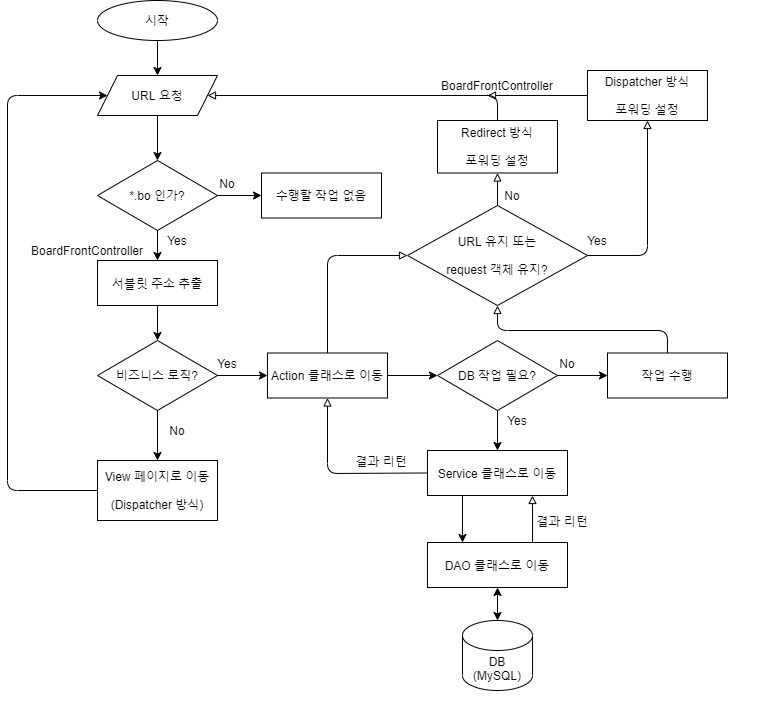 시작
URL 요청
BoardFrontController
Dispatcher 방식
포워딩 설정
Redirect 방식
포워딩 설정
*.bo 인가?
No
수행할 작업 없음
No
Yes
BoardFrontController
URL 유지 또는
request 객체 유지?
Yes
서블릿 주소 추출
비즈니스 로직?
Yes
Action 클래스로 이동
DB 작업 필요?
No
작업 수행
No
Yes
View 페이지로 이동
(Dispatcher 방식)
결과 리턴
Service 클래스로 이동
결과 리턴
DAO 클래스로 이동
DB
(MySQL)